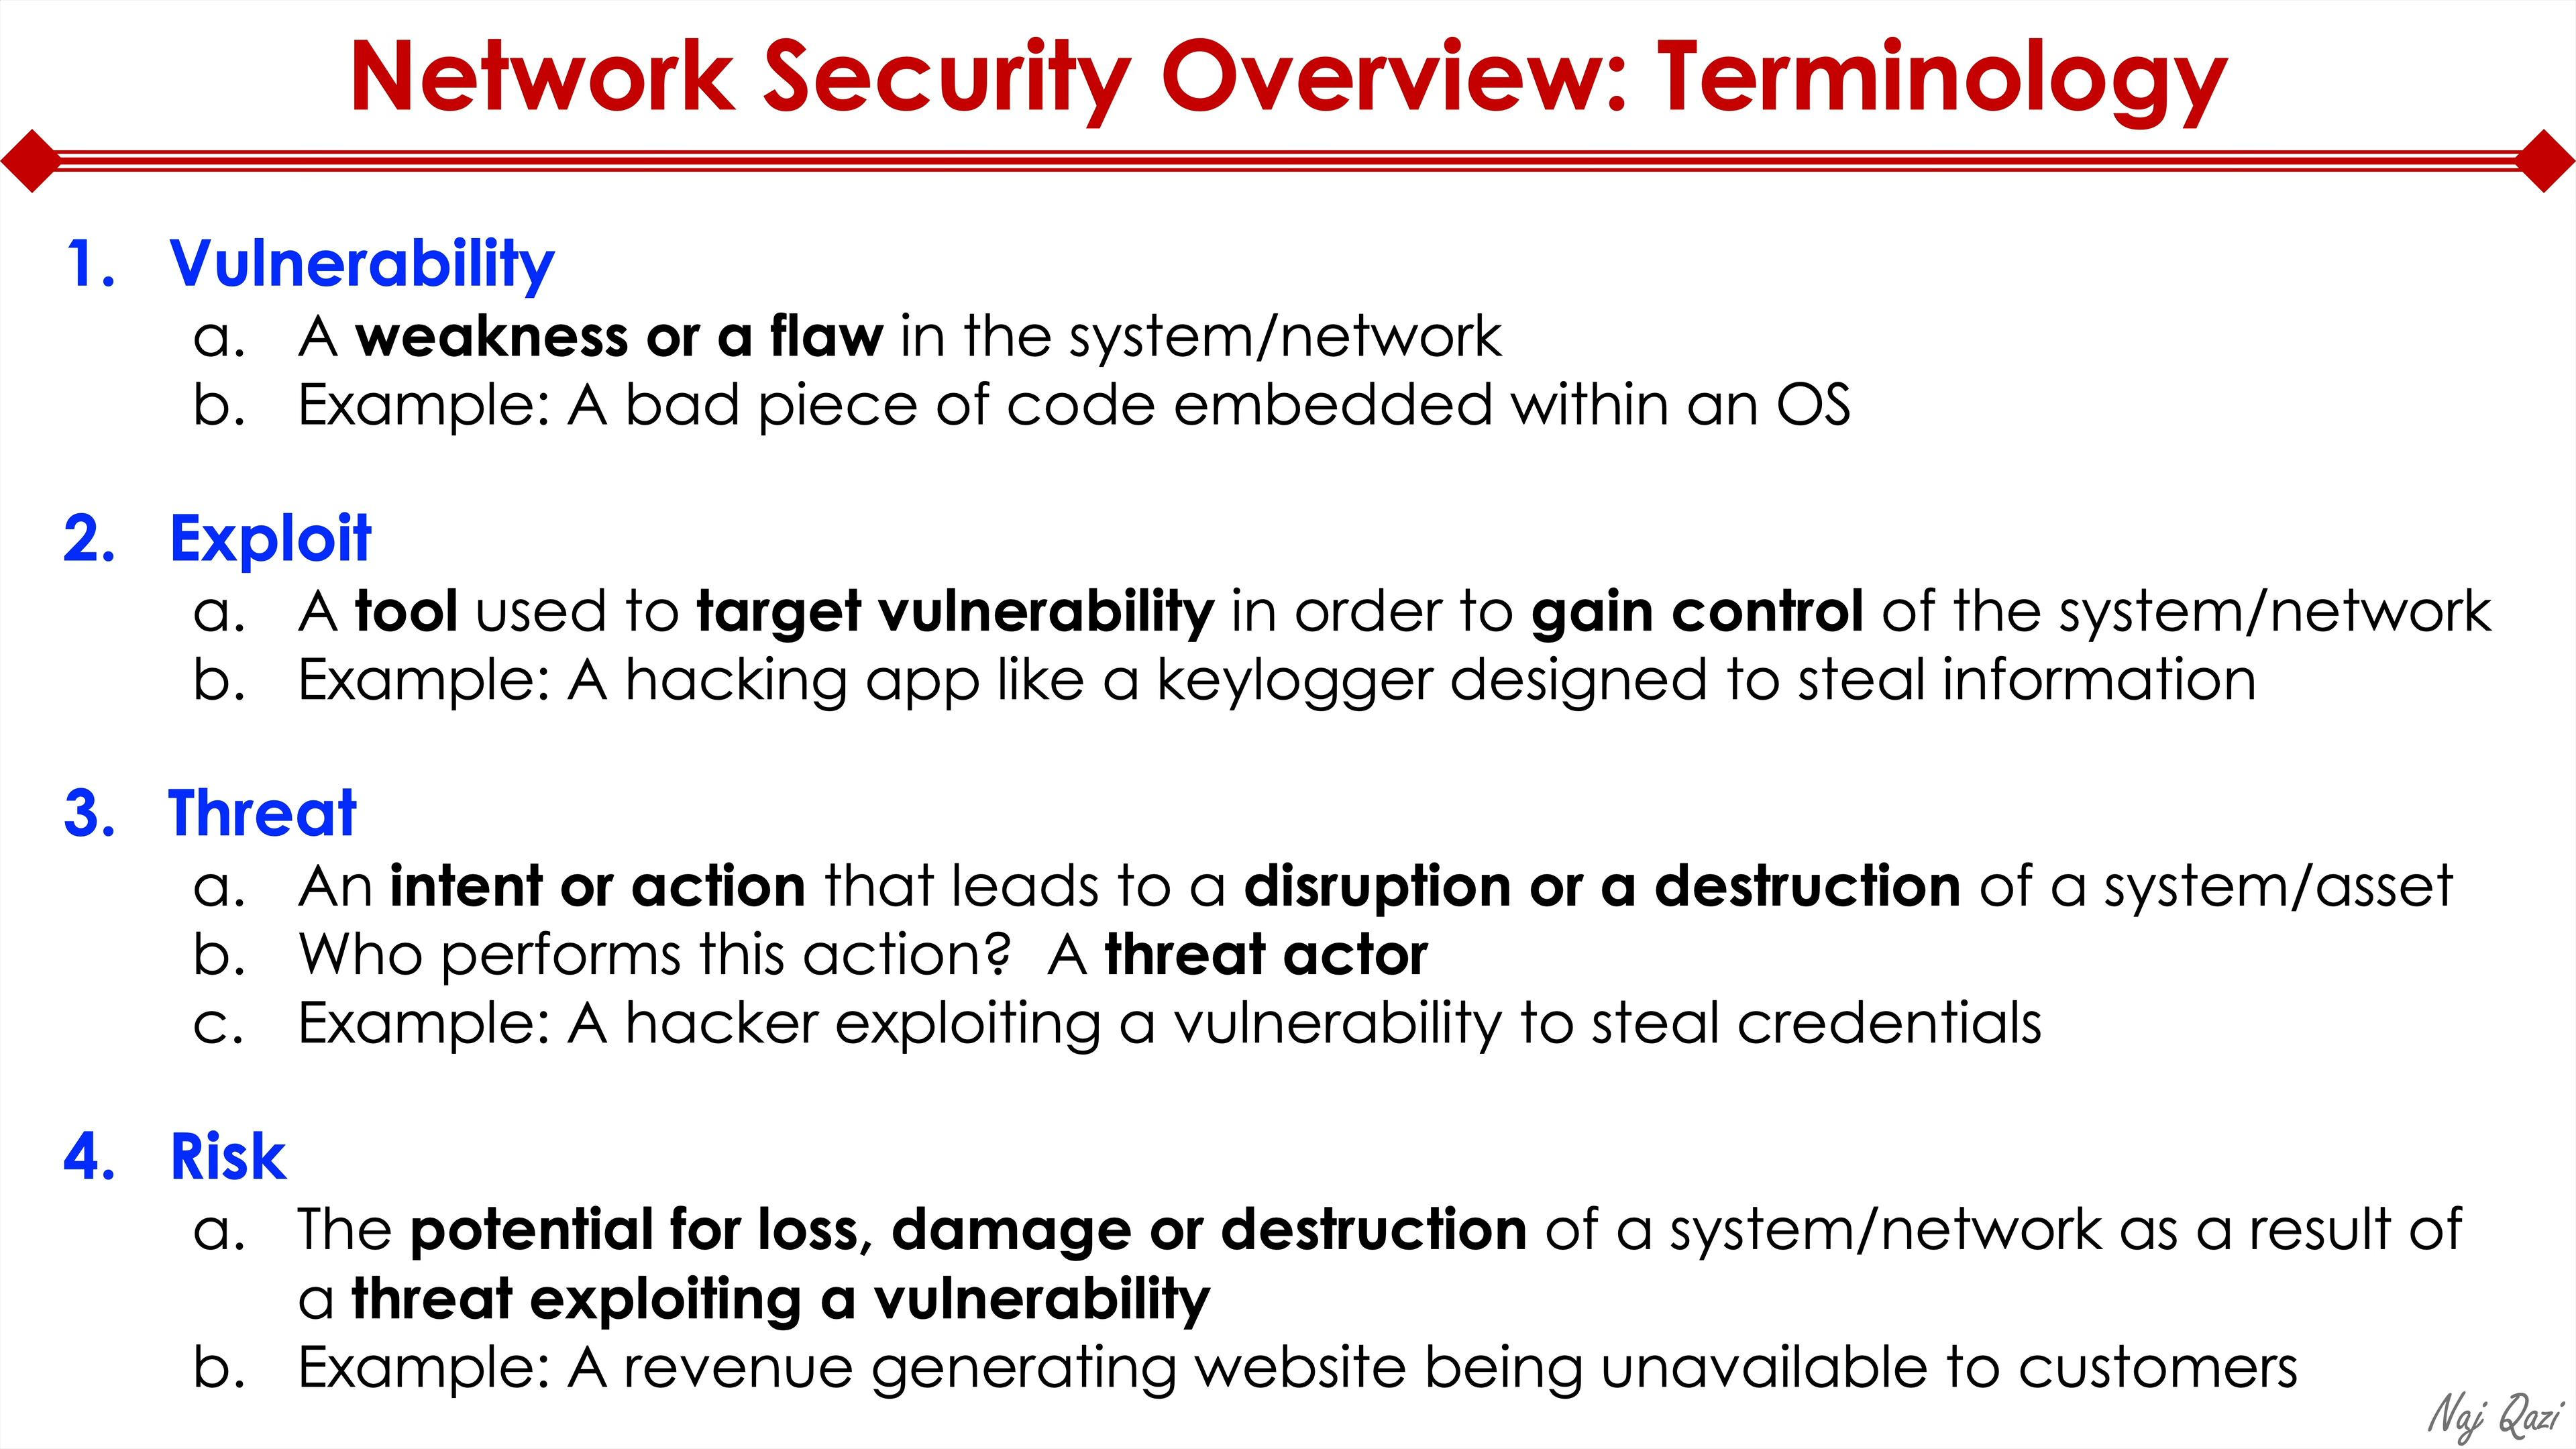 Network Security Overview: Terminology
1. Vulnerability
a. A weakness or a flaw in the system/network
b. Example: A bad piece of code embedded within an OS
2. Exploit
a. A tool used to target vulnerability in order to gain control of the system/network
b. Example: A hacking app like a keylogger designed to steal information
3. Threat
a. An intent or action that leads to a disruption or a destruction of a system/asset
b. Who performs this action?  A threat actor
c. Example: A hacker exploiting a vulnerability to steal credentials
4. Risk
a. The potential for loss, damage or destruction of a system/network as a result of
a threat exploiting a vulnerability
b. Example: A revenue generating website being unavailable to customers
Naj Qazi